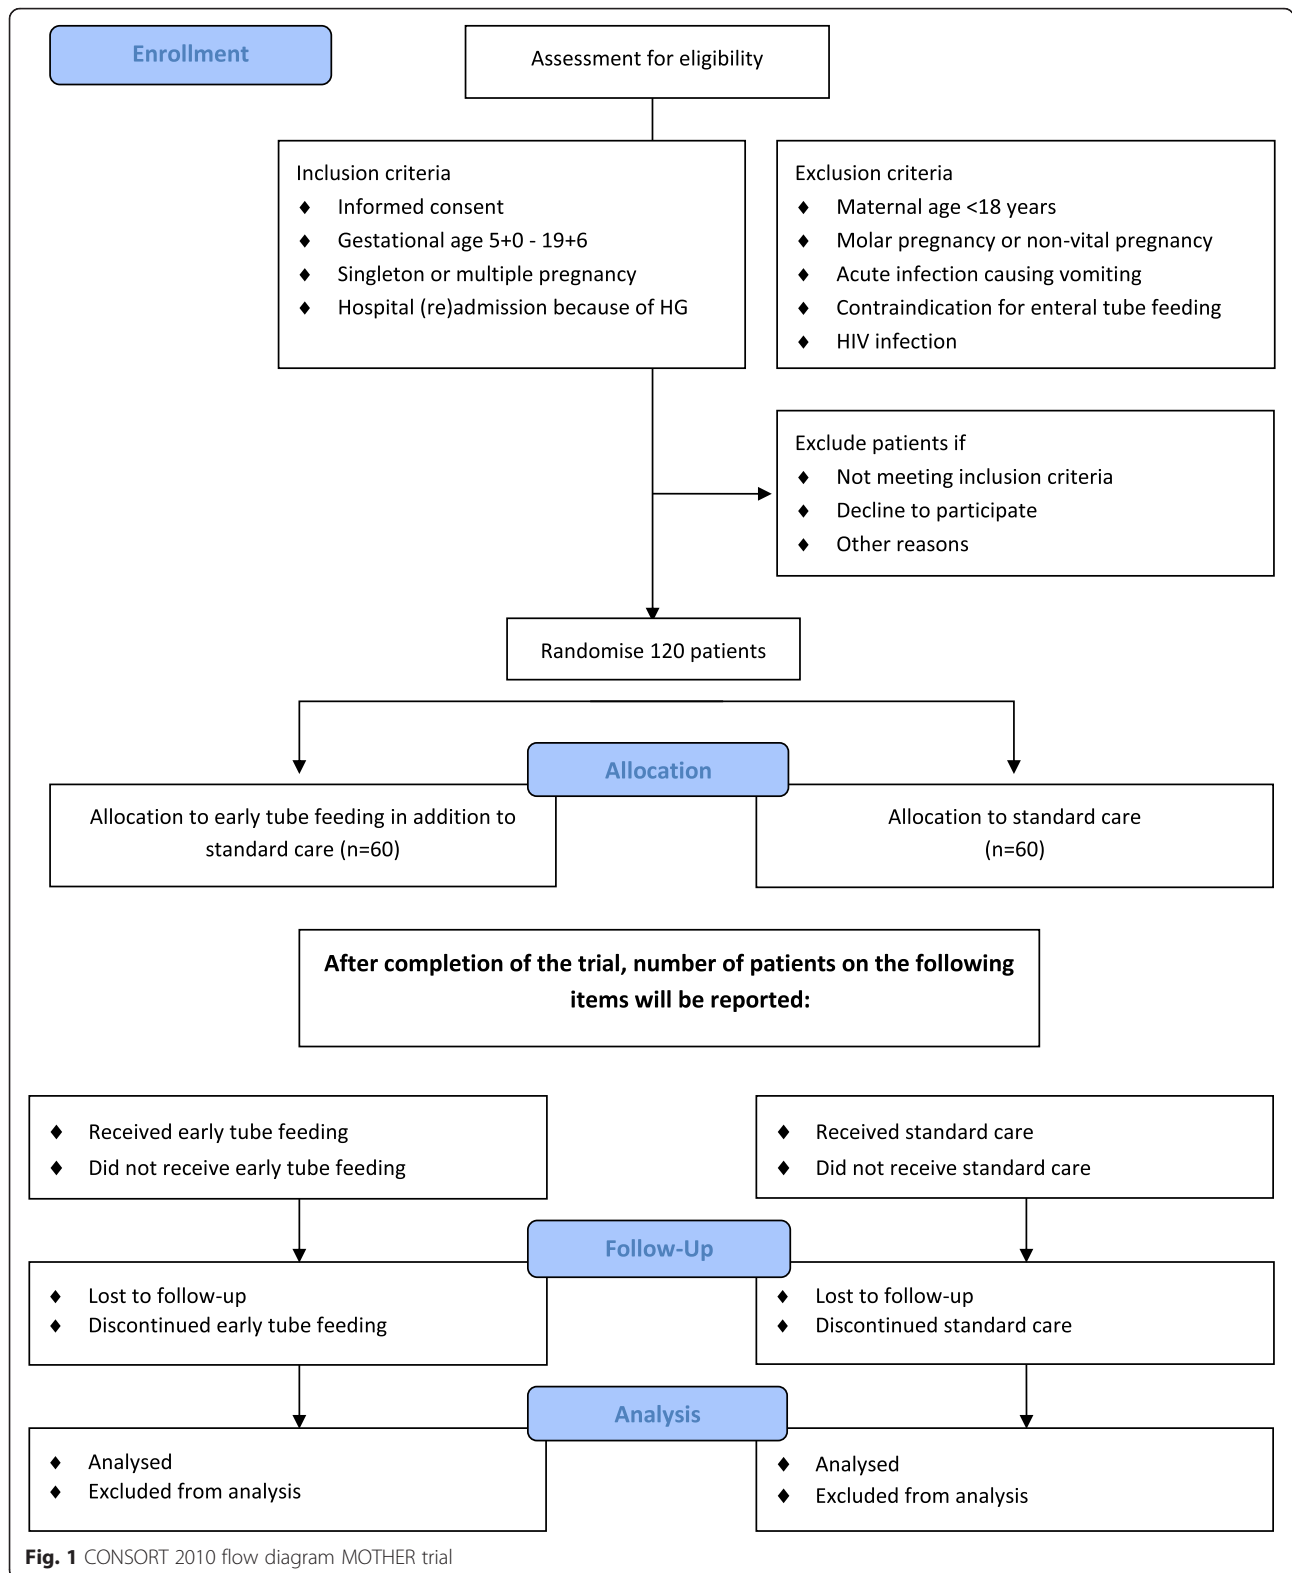 Enrollment
Assessment for eligibility
Inclusion criteria
♦ Informed consent
♦ Gestational age 5+0 - 19+6
♦ Singleton or multiple pregnancy
♦ Hospital (re)admission because of HG
Exclusion criteria
♦ Maternal age <18 years
♦ Molar pregnancy or non-vital pregnancy
♦ Acute infection causing vomiting
♦ Contraindication for enteral tube feeding
♦ HIV infection
Exclude patients if
♦ Not meeting inclusion criteria
♦ Decline to participate
♦ Other reasons
Randomise 120 patients
Allocation
Allocation to early tube feeding in addition to
standard care (n=60)
Allocation to standard care
(n=60)
After completion of the trial, number of patients on the following
items will be reported:
♦ Received early tube feeding
♦ Did not receive early tube feeding
♦ Received standard care
♦ Did not receive standard care
Follow-Up
♦ Lost to follow-up
♦ Discontinued early tube feeding
♦ Lost to follow-up
♦ Discontinued standard care
Analysis
♦ Analysed
♦ Excluded from analysis
♦ Analysed
♦ Excluded from analysis
Fig. 1 CONSORT 2010 flow diagram MOTHER trial